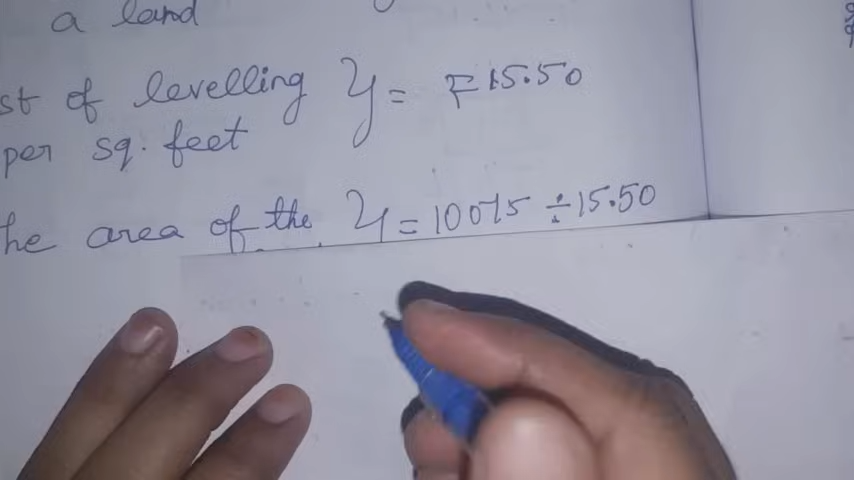 a land
st of levelling } = ₹15.50
per sq. feet
he area of the } = 10075 ÷ 15.50